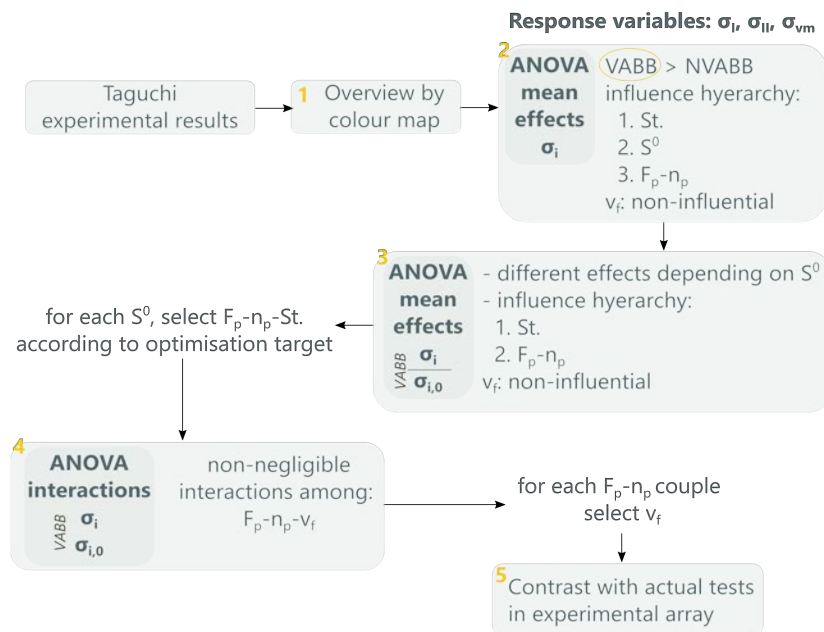 Response variables: σI, σII, σvm
Taguchi
experimental results
1
Overview by
colour map
2
ANOVA
mean
effects
σi
VABB > NVABB
influence hyerarchy:
1. St.
2. S⁰
3. Fp-np
vf: non-influential
3
ANOVA
mean
effects
VABB
σi
σi,0
- different effects depending on S⁰
- influence hyerarchy:
1. St.
2. Fp-np
vf: non-influential
for each S⁰, select Fp-np-St.
according to optimisation target
4
ANOVA
interactions
VABB
σi
σi,0
non-negligible
interactions among:
Fp-np-vf
for each Fp-np couple
select vf
5
Contrast with actual tests
in experimental array